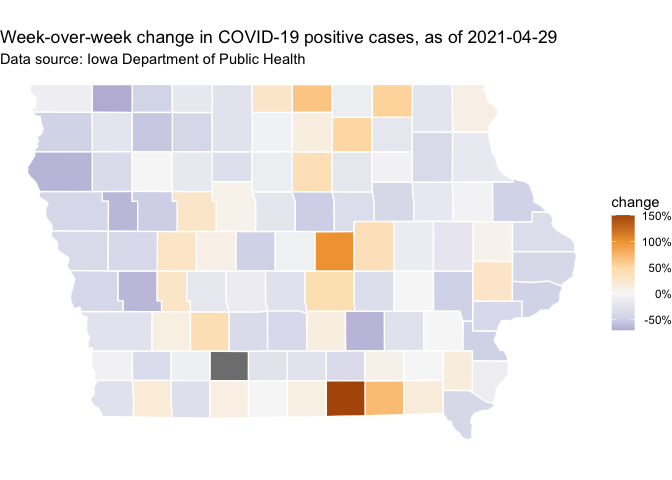 Week-over-week change in COVID-19 positive cases, as of 2021-04-29
Data source: Iowa Department of Public Health
change
150%
100%
50%
0%
-50%